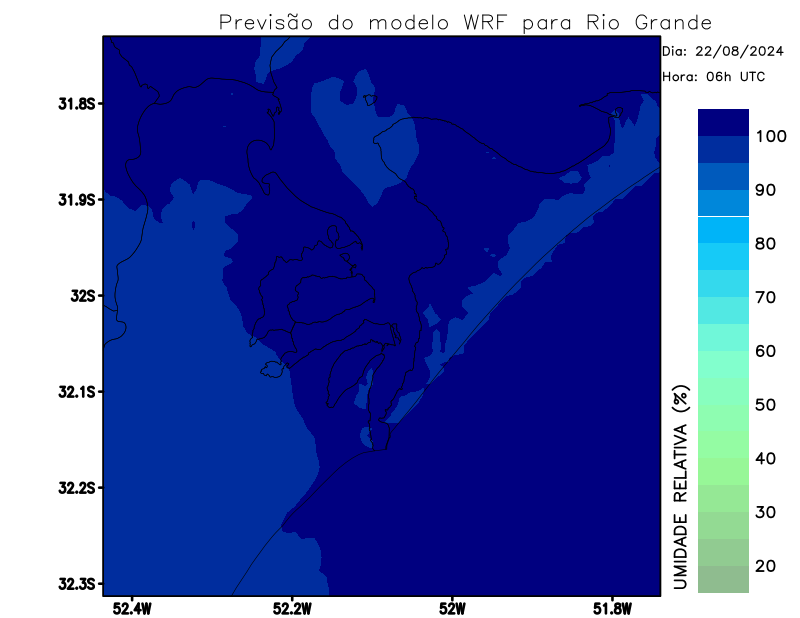 Previsão do modelo WRF para Rio Grande
Dia: 22/08/2024
Hora: 06h UTC
31.8S
31.9S
32S
32.1S
32.2S
32.3S
52.4W
52.2W
52W
51.8W
100
90
80
70
60
50
40
30
20
UMIDADE RELATIVA (%)